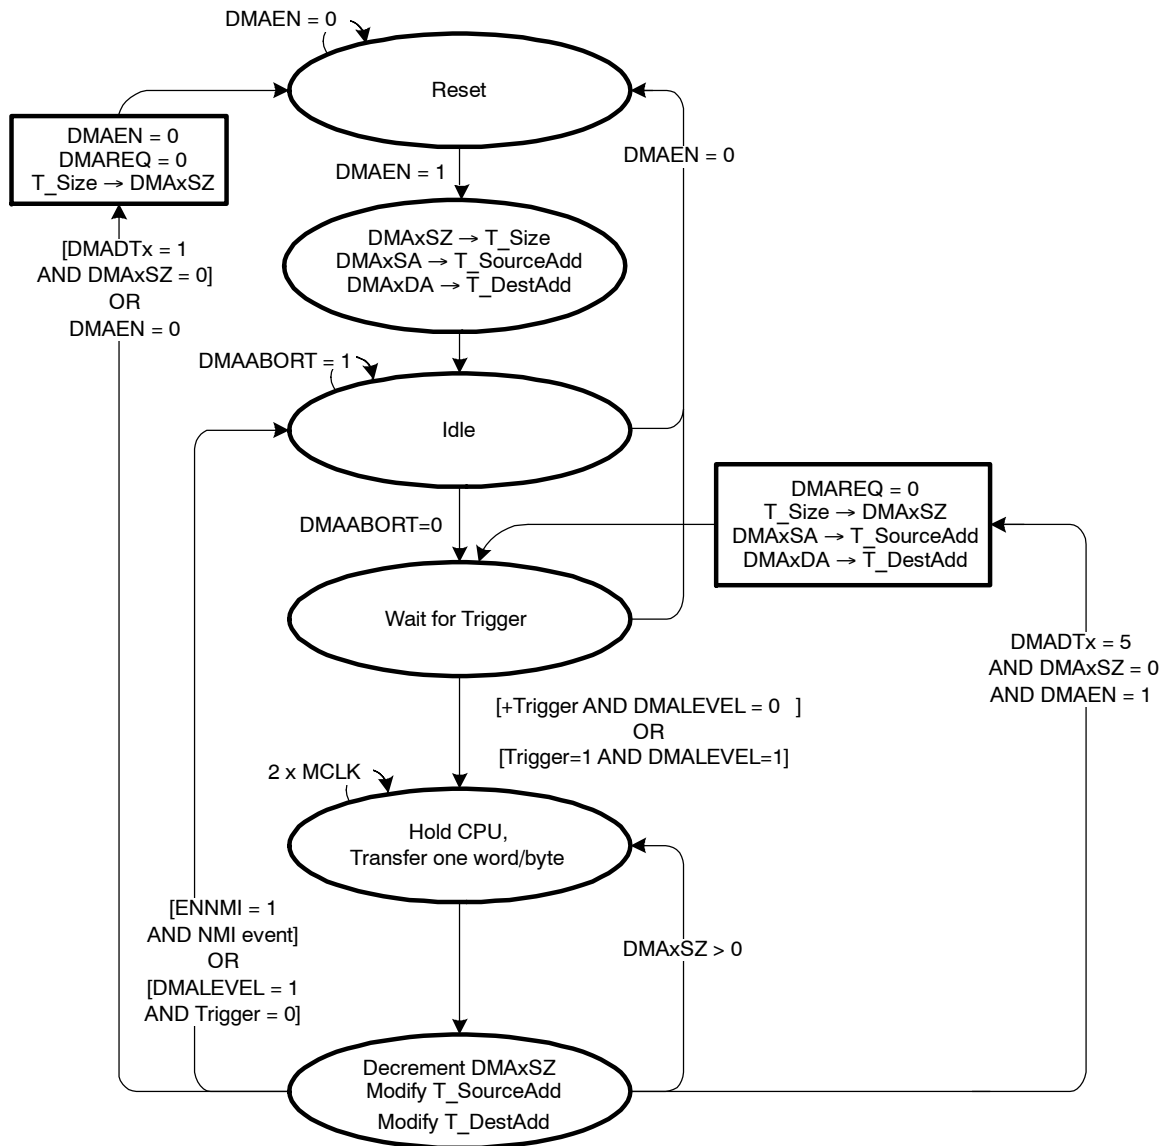 DMAEN = 0
Reset
DMAEN = 0
DMAREQ = 0
T_Size → DMAxSZ
DMAEN = 0
DMAEN = 1
[DMADTx = 1
AND DMAxSZ = 0]
OR
DMAEN = 0
DMAxSZ → T_Size
DMAxSA → T_SourceAdd
DMAxDA → T_DestAdd
DMAABORT = 1
Idle
DMAABORT=0
DMAREQ = 0
T_Size → DMAxSZ
DMAxSA → T_SourceAdd
DMAxDA → T_DestAdd
Wait for Trigger
DMADTx = 5
AND DMAxSZ = 0
AND DMAEN = 1
[+Trigger AND DMALEVEL = 0 ]
OR
[Trigger=1 AND DMALEVEL=1]
2 x MCLK
Hold CPU,
Transfer one word/byte
[ENNMI = 1
AND NMI event]
OR
[DMALEVEL = 1
AND Trigger = 0]
DMAxSZ > 0
Decrement DMAxSZ
Modify T_SourceAdd
Modify T_DestAdd